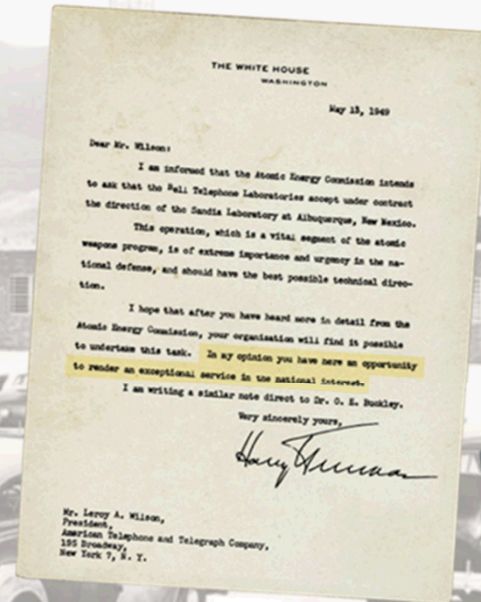 THE WHITE HOUSE
WASHINGTON
May 13, 1949
Dear Mr. Wilson:
I am informed that the Atomic Energy Commission intends
to ask that the Bell Telephone Laboratories accept under contract
the direction of the Sandia Laboratory at Albuquerque, New Mexico.
This operation, which is a vital segment of the atomic
weapons program, is of extreme importance and urgency in the na-
tional defense, and should have the best possible technical direc-
tion.
I hope that after you have heard more in detail from the
Atomic Energy Commission, your organization will find it possible
to undertake this task. In my opinion you have here an opportunity
to render an exceptional service in the national interest.
I am writing a similar note direct to Dr. O. E. Buckley.
Very sincerely yours,
Harry Truman
Mr. Leroy A. Wilson,
President,
American Telephone and Telegraph Company,
195 Broadway,
New York 7, N. Y.